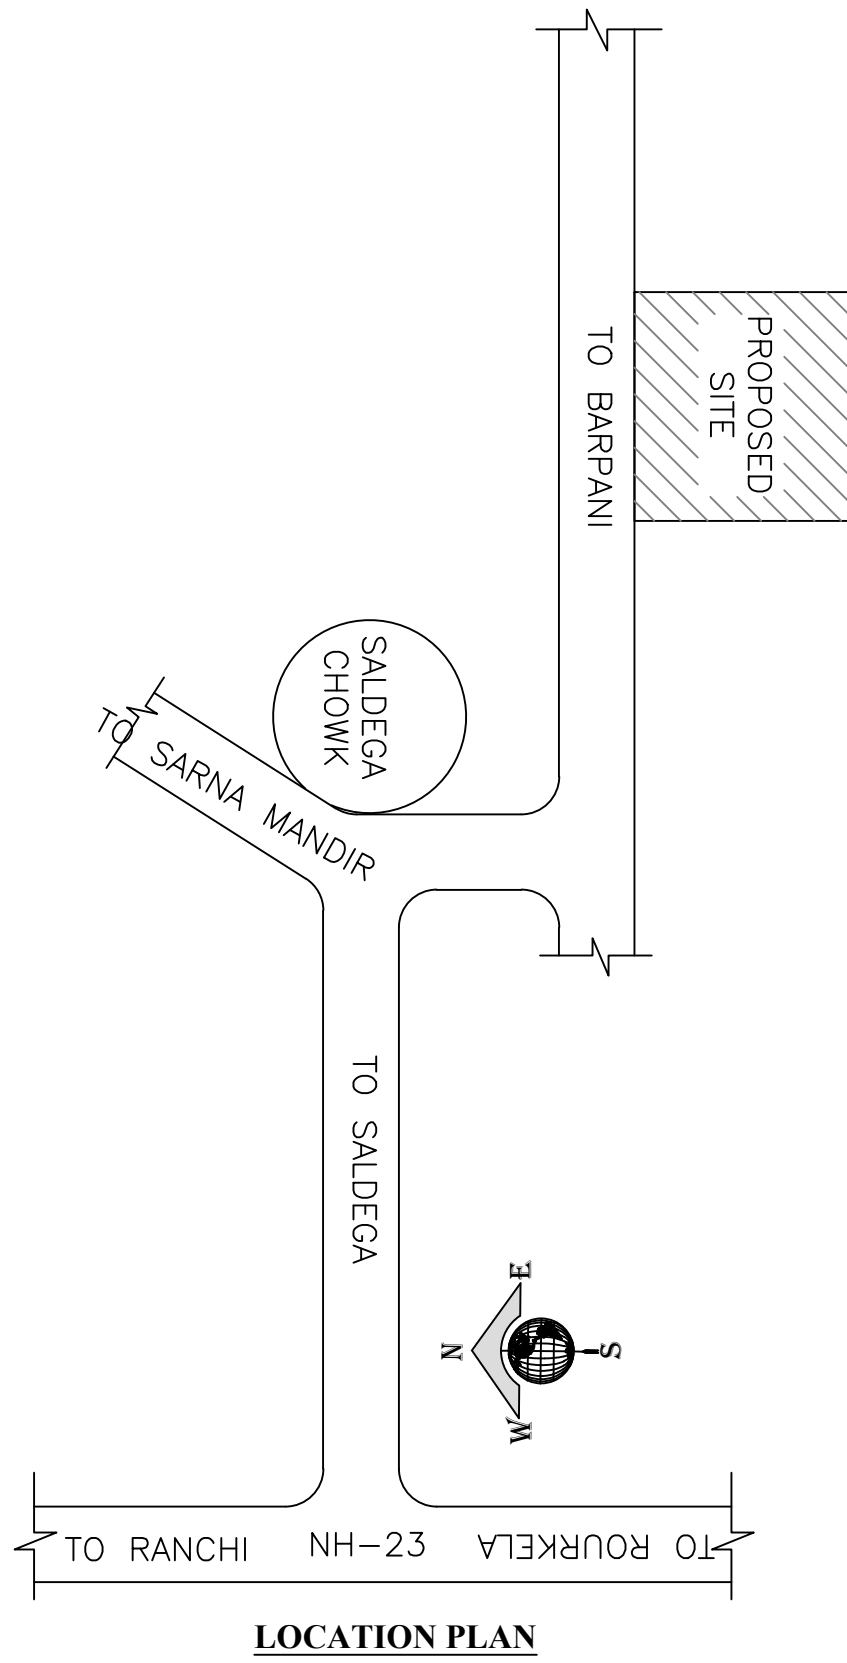 PROPOSED
SITE
TO BARPANI
SALDEGA
CHOWK
TO SARNA MANDIR
TO SALDEGA
E
N
S
W
TO RANCHI
NH-23
TO ROURKELA
LOCATION PLAN